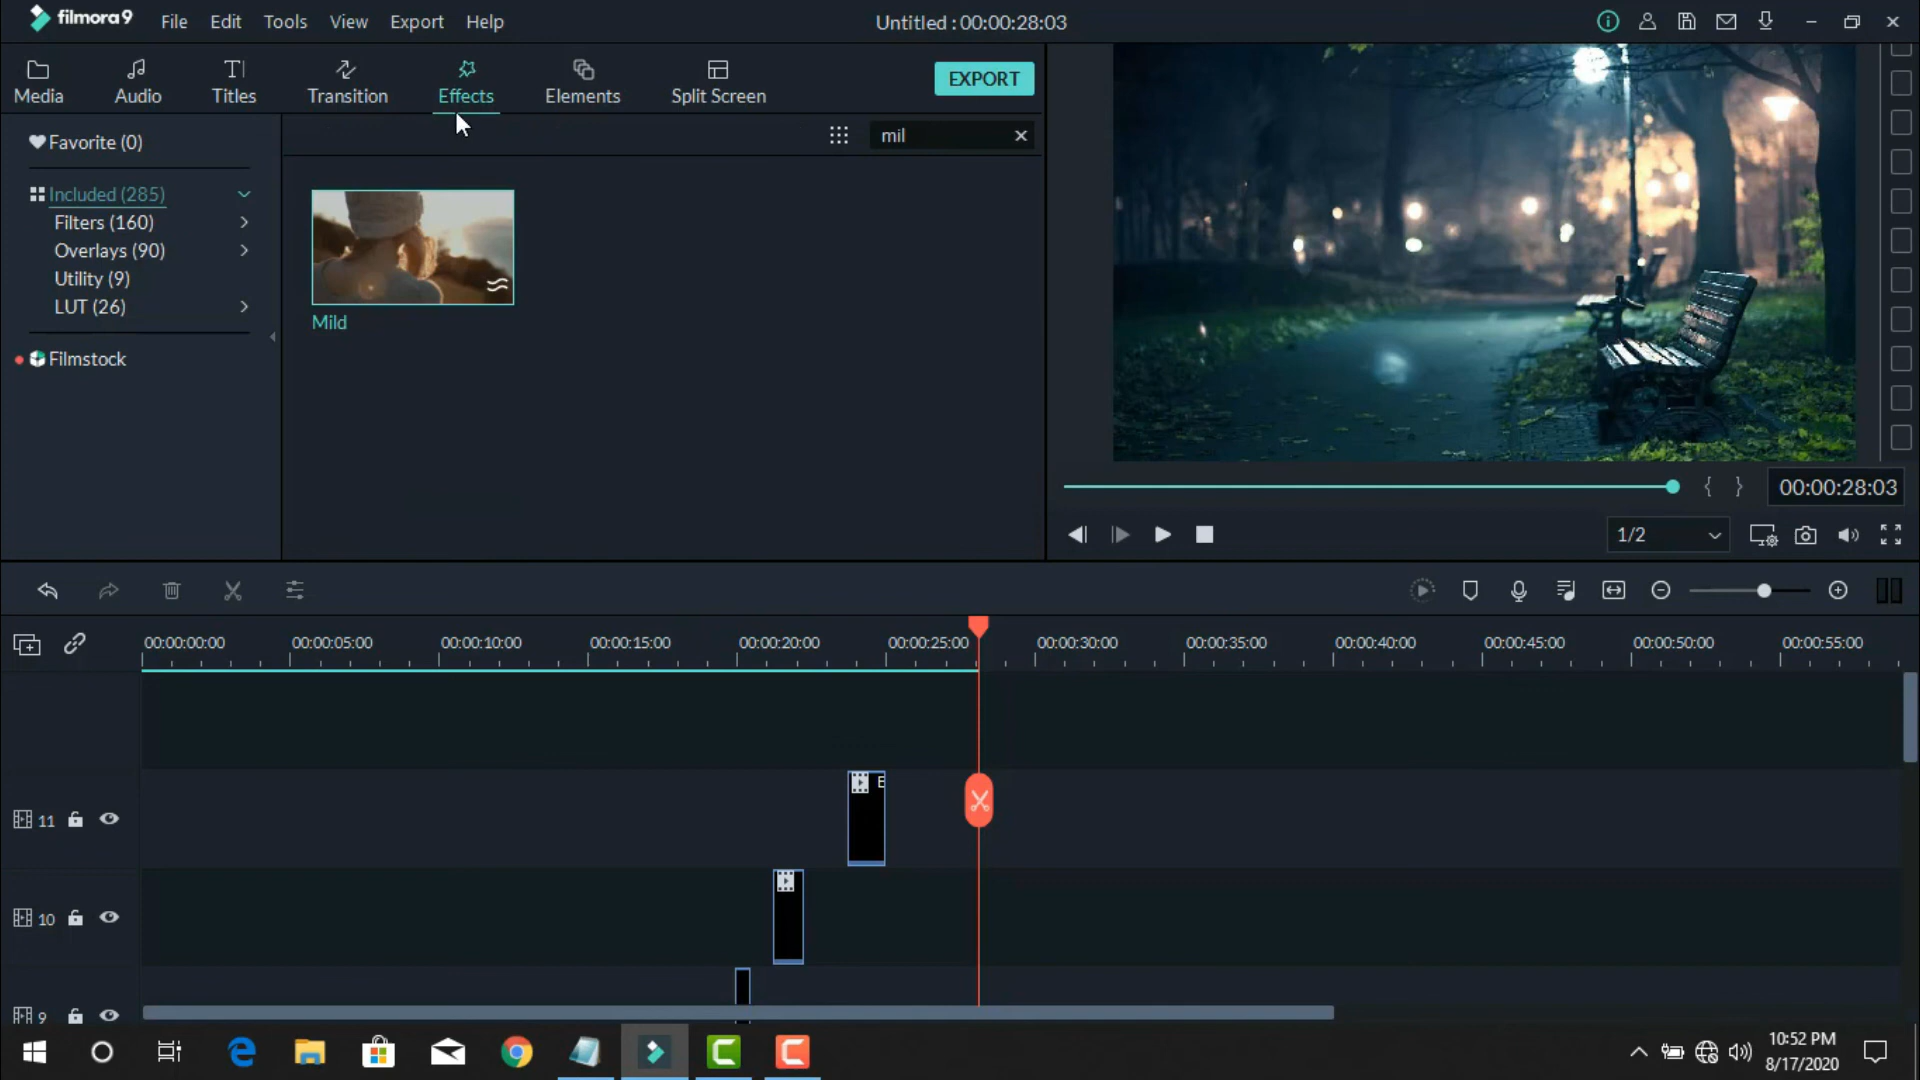 filmora9 File Edit Tools View Export Help Untitled : 00:00:28:03
Media Audio Titles Transition Effects Elements Split Screen EXPORT
Favorite (0)
mil
Included (285)
Filters (160)
Overlays (90)
Utility (9)
LUT (26)
Mild
Filmstock
{ } 00:00:28:03
1/2
00:00:00:00 00:00:05:00 00:00:10:00 00:00:15:00 00:00:20:00 00:00:25:00 00:00:30:00 00:00:35:00 00:00:40:00 00:00:45:00 00:00:50:00 00:00:55:00
11
10
9
10:52 PM
8/17/2020